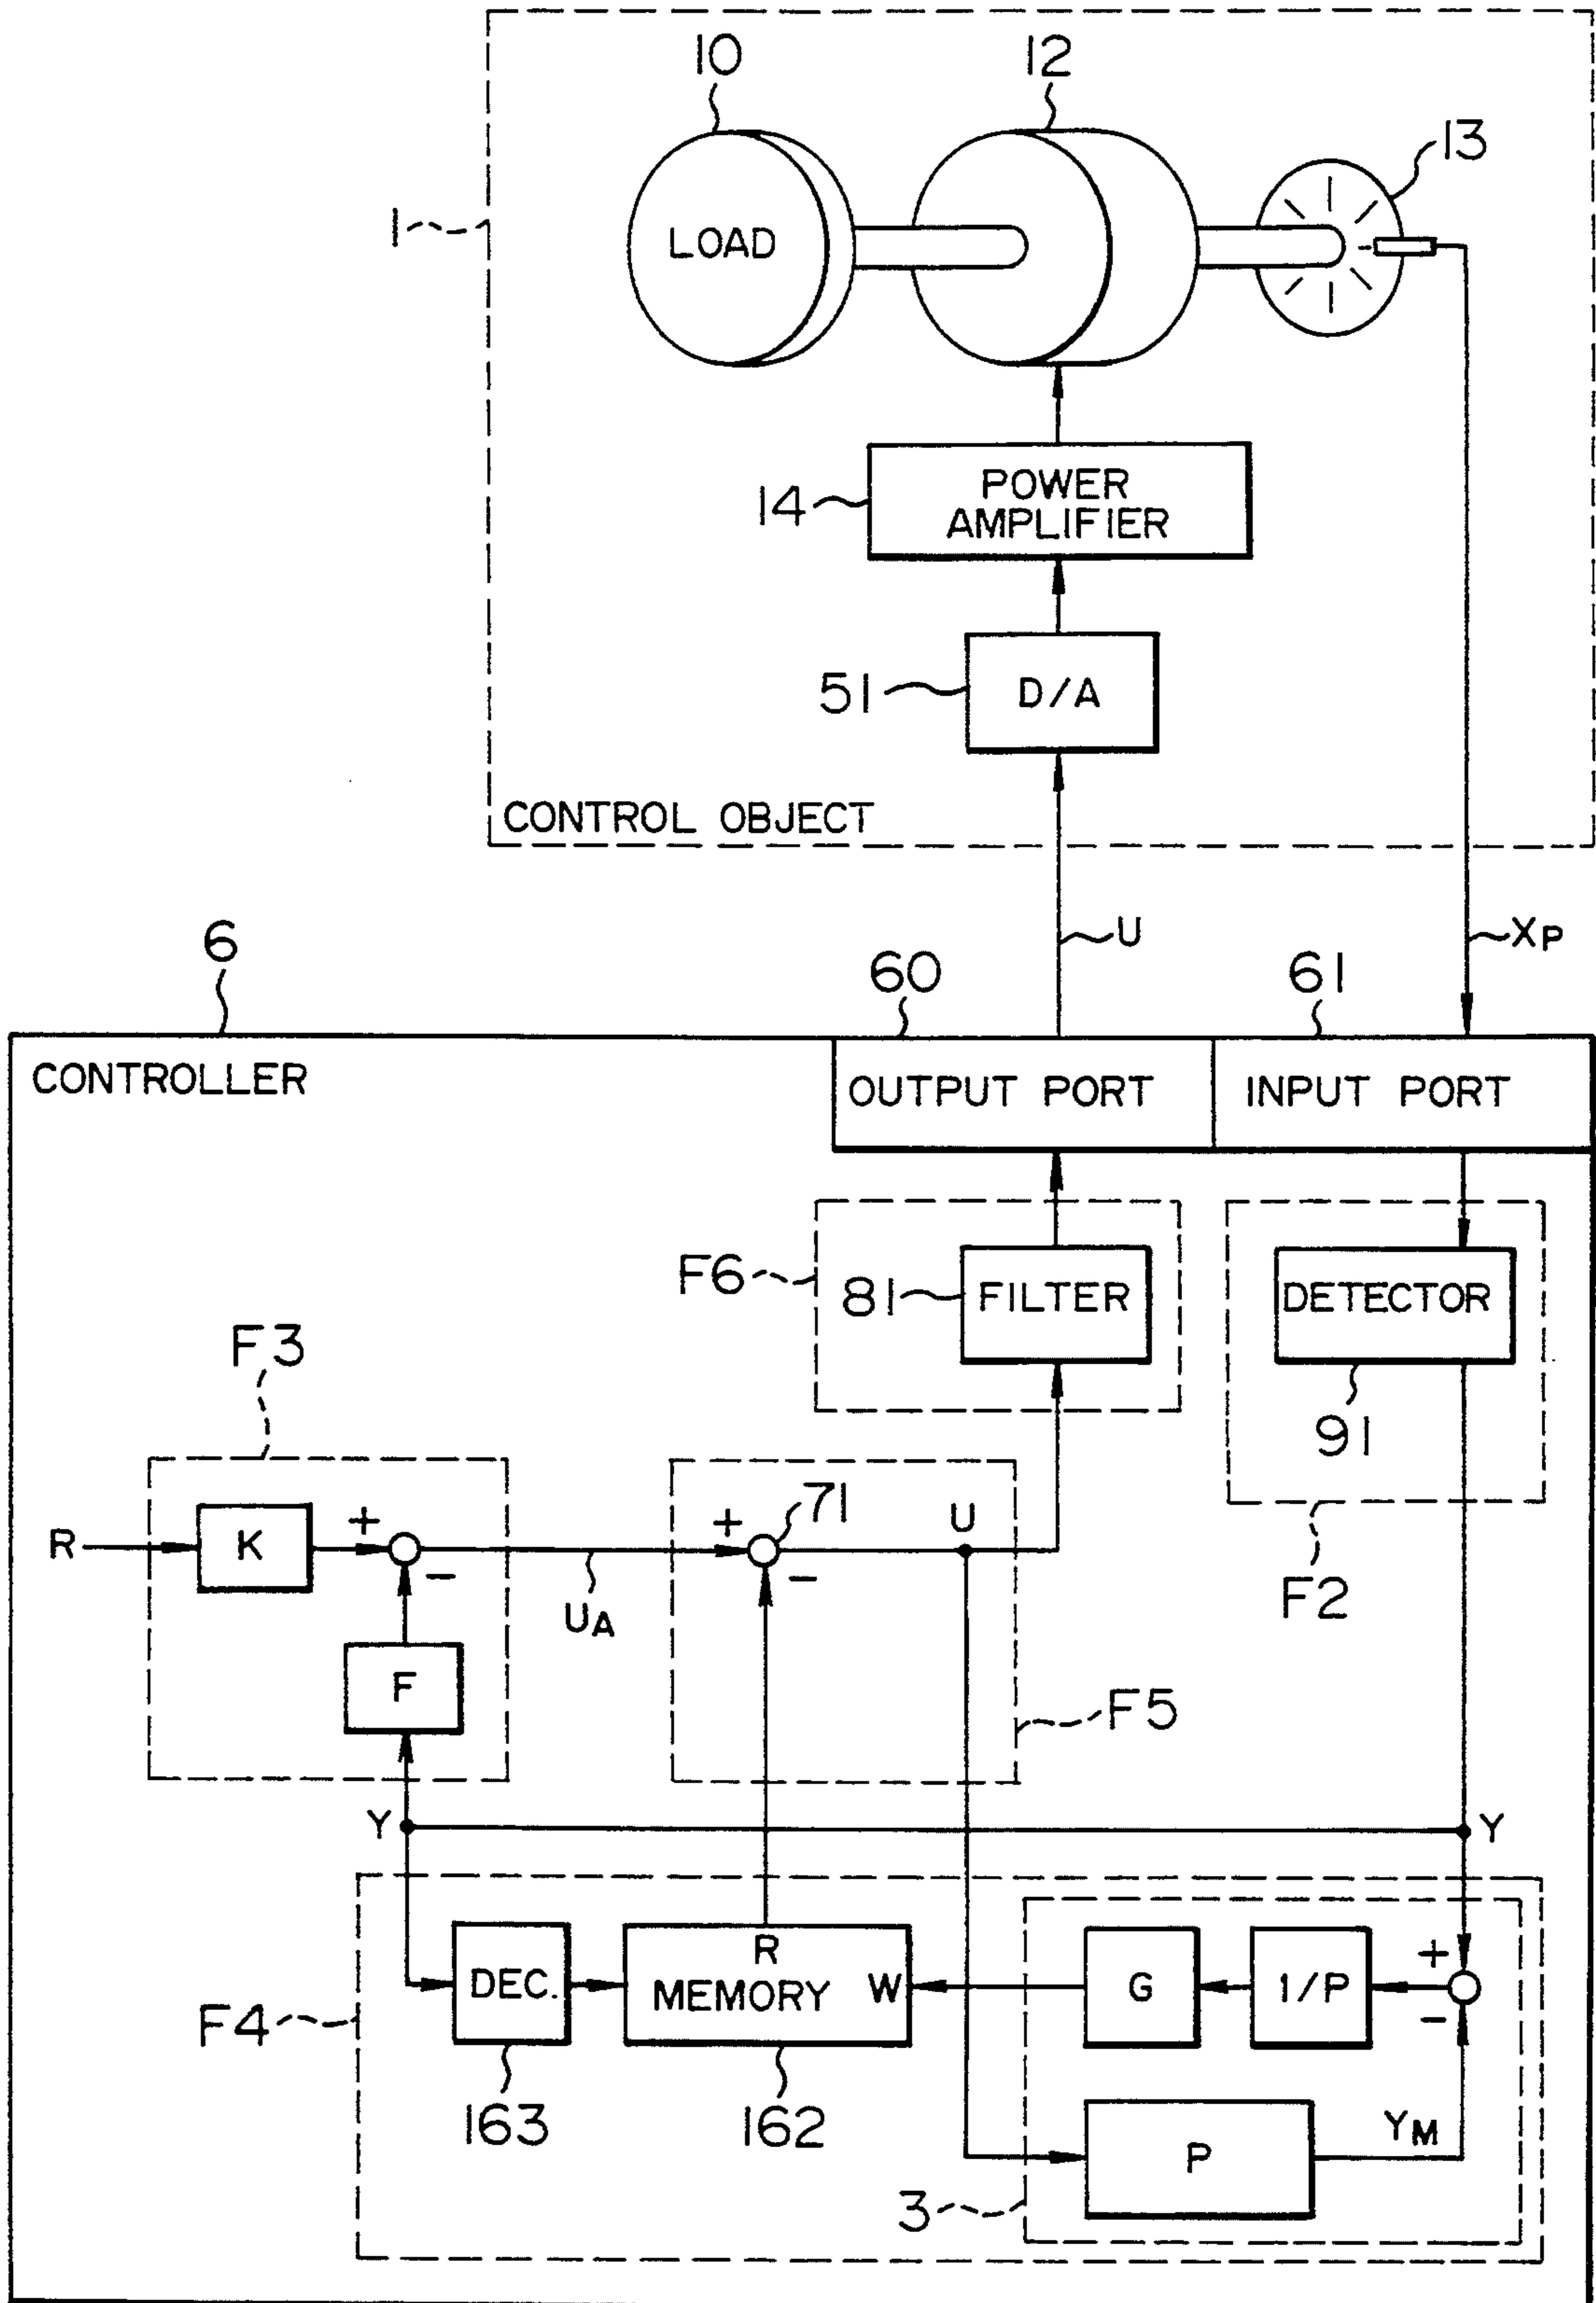 10
12
13
LOAD
1
14
POWER
AMPLIFIER
51
D/A
CONTROL OBJECT
6
60
U
61
XP
CONTROLLER
OUTPUT PORT
INPUT PORT
F6
81
FILTER
DETECTOR
F3
91
R
K
+
-
UA
+
71
-
U
F2
F
F5
Y
Y
F4
DEC.
R
MEMORY
W
G
1/P
+
-
163
162
P
YM
3